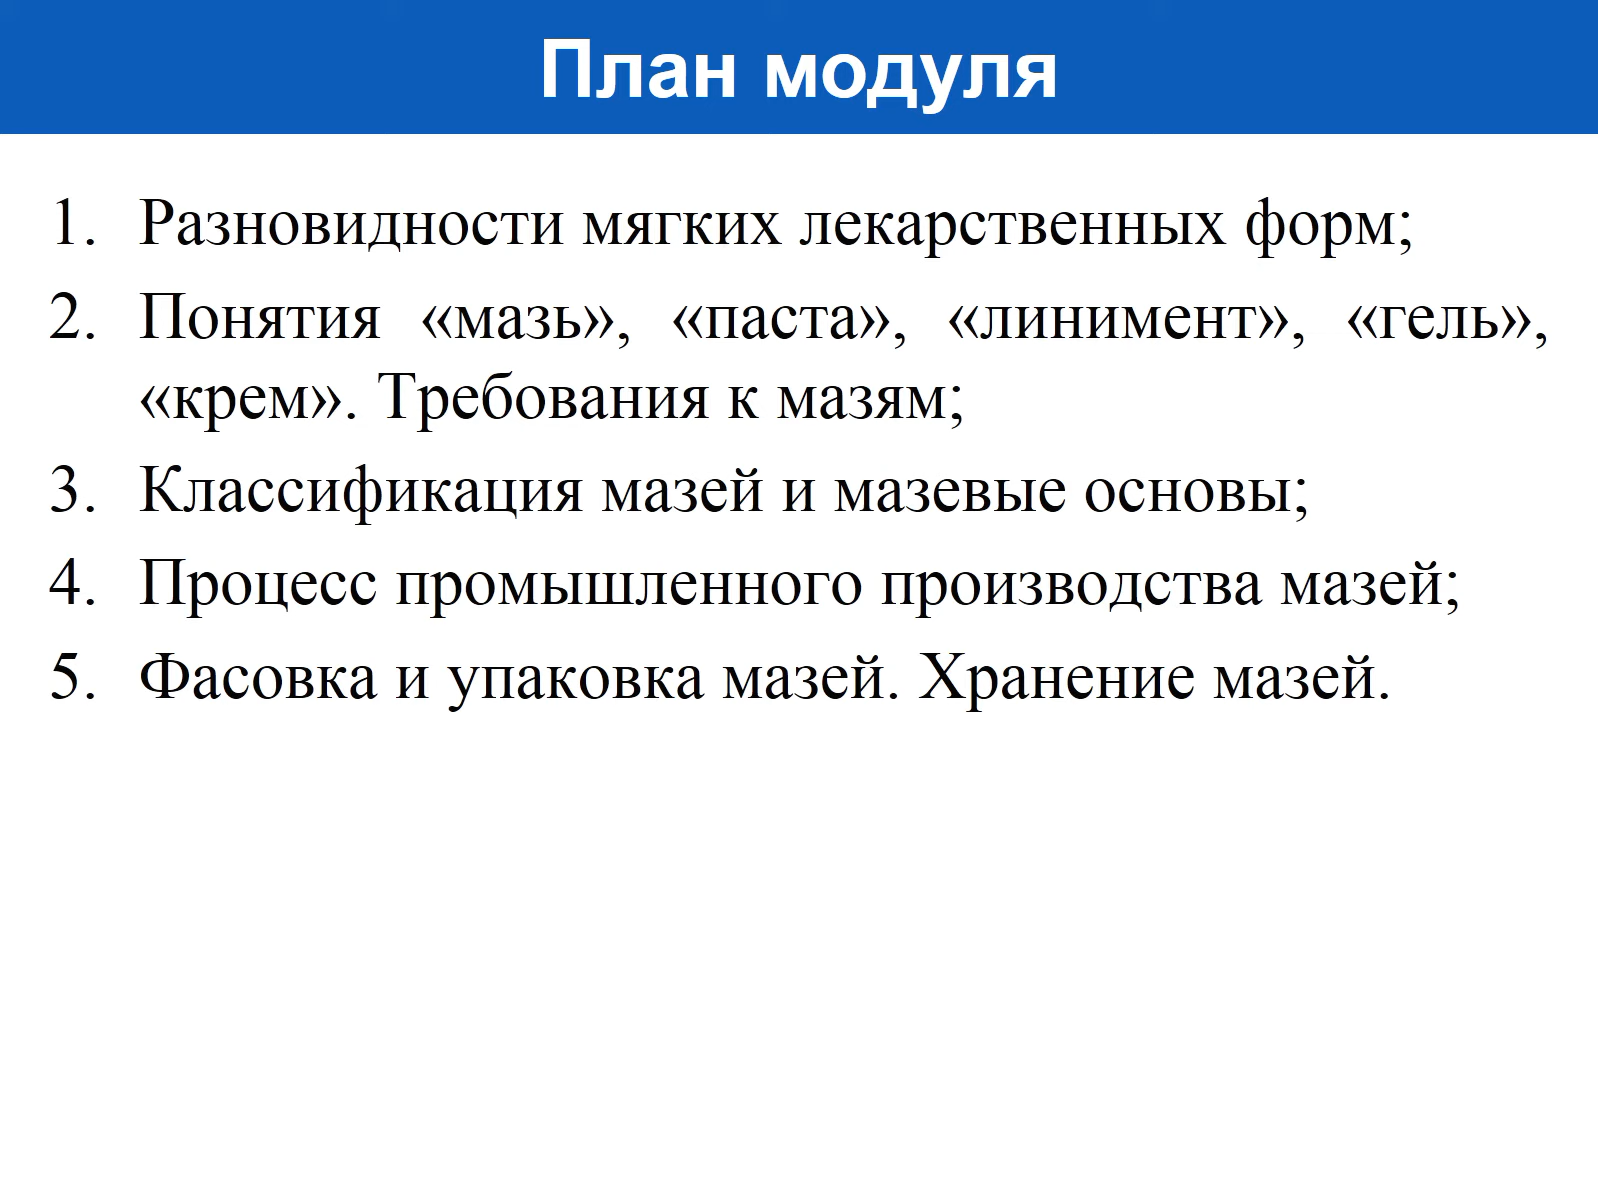 План модуля
1. Разновидности мягких лекарственных форм;
2. Понятия «мазь», «паста», «линимент», «гель»,
«крем». Требования к мазям;
3. Классификация мазей и мазевые основы;
4. Процесс промышленного производства мазей;
5. Фасовка и упаковка мазей. Хранение мазей.